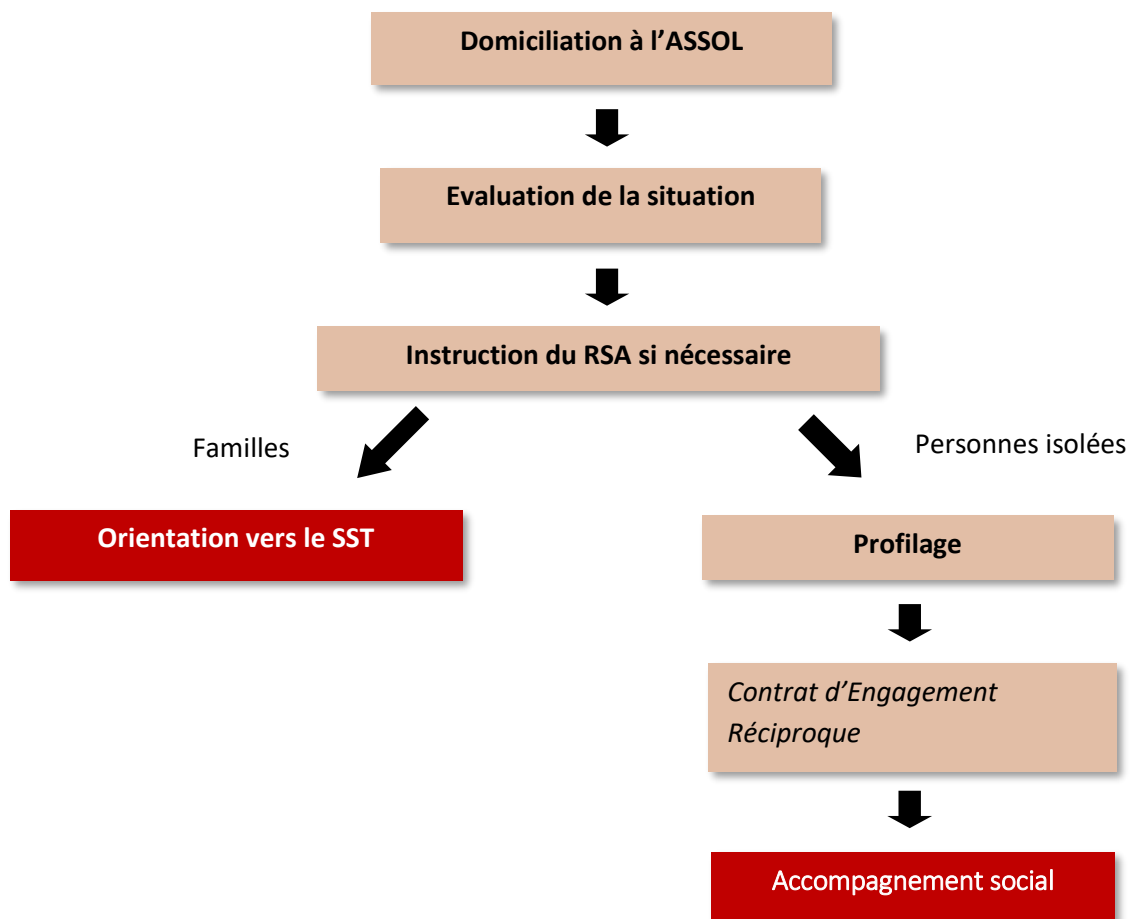 Domiciliation à l’ASSOL
Evaluation de la situation
Instruction du RSA si nécessaire
Familles
Personnes isolées
Orientation vers le SST
Profilage
Contrat d’Engagement
Réciproque
Accompagnement social